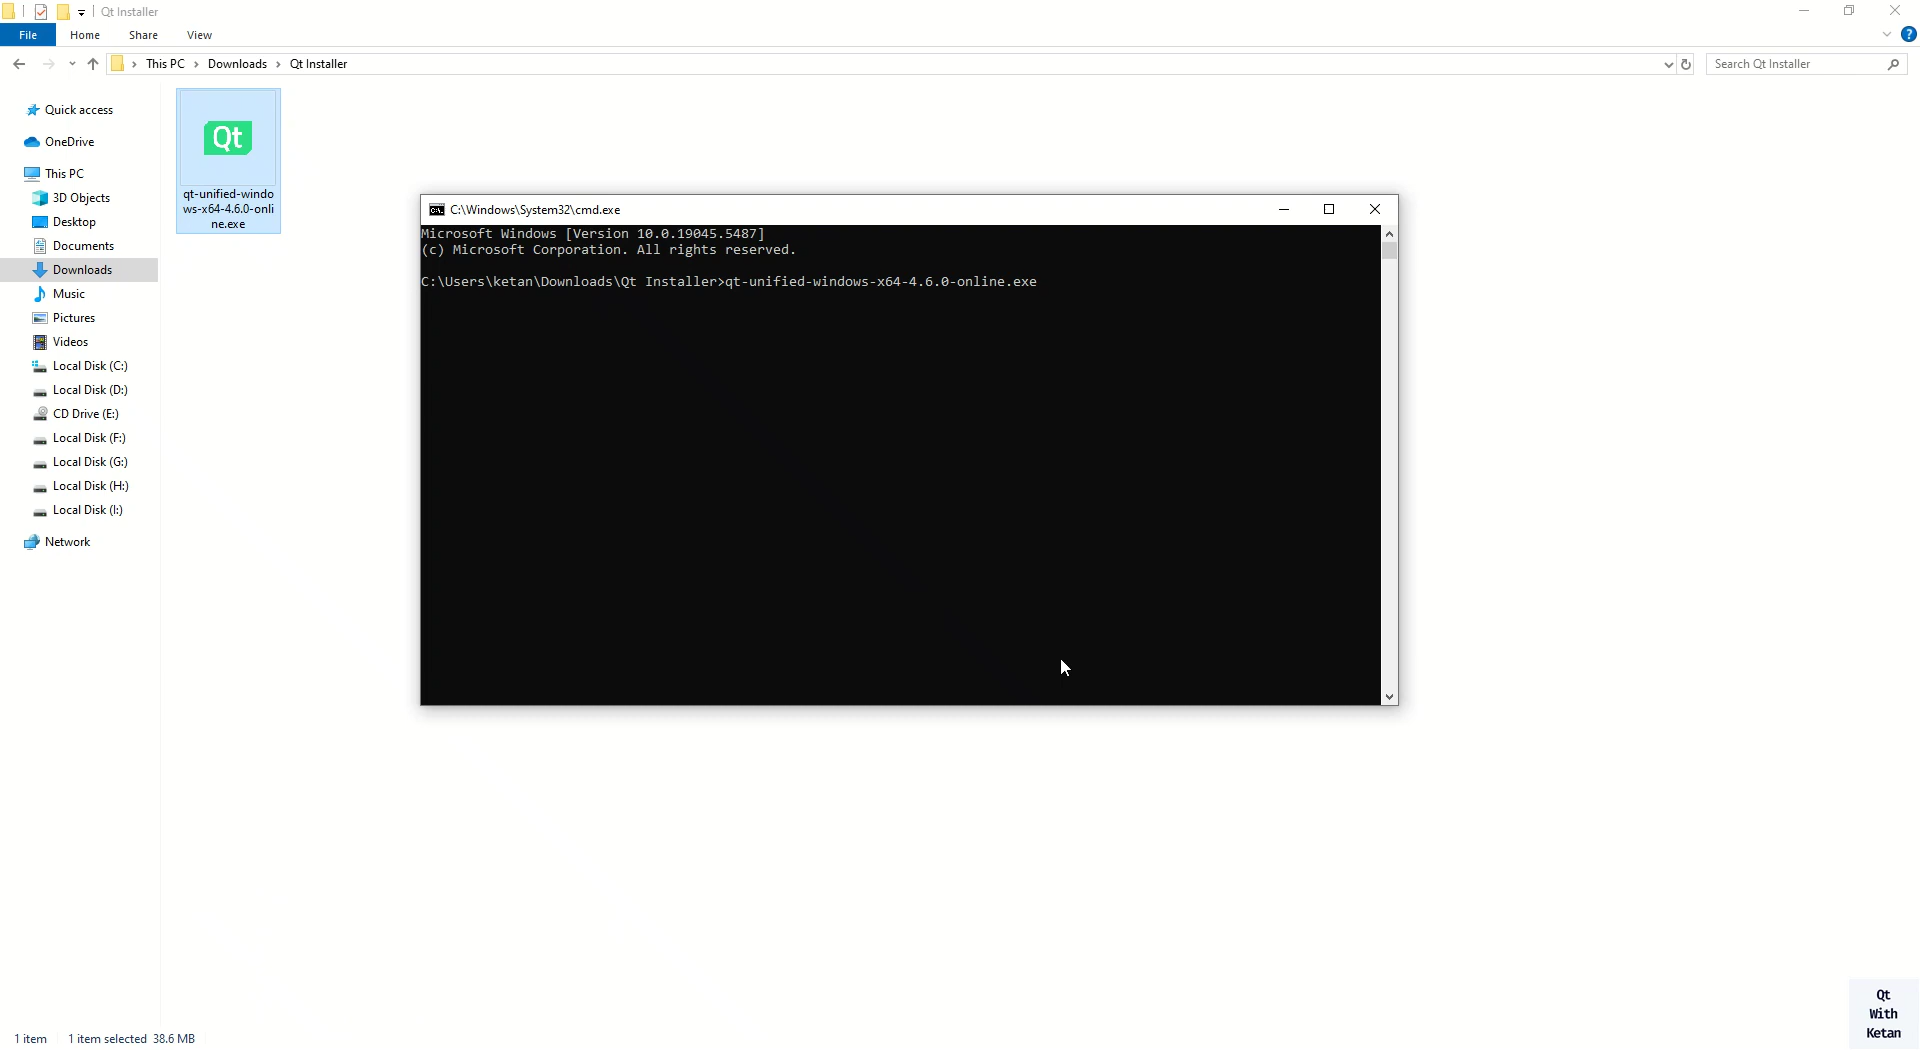 Qt Installer
File Home Share View
?
This PC Downloads Qt Installer
Search Qt Installer
Quick access
OneDrive
This PC
3D Objects
Desktop
Documents
Downloads
Music
Pictures
Videos
Local Disk (C:)
Local Disk (D:)
CD Drive (E:)
Local Disk (F:)
Local Disk (G:)
Local Disk (H:)
Local Disk (I:)
Network
Qt
qt-unified-windo
ws-x64-4.6.0-onli
ne.exe
C:\Windows\System32\cmd.exe
Microsoft Windows [Version 10.0.19045.5487]
(c) Microsoft Corporation. All rights reserved.
C:\Users\ketan\Downloads\Qt Installer>qt-unified-windows-x64-4.6.0-online.exe
1 item 1 item selected 38.6 MB
Qt
With
Ketan